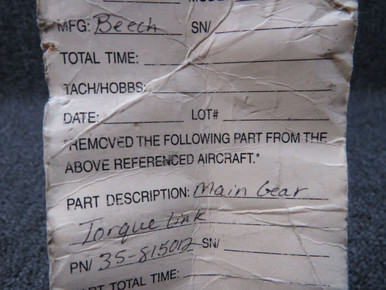 MFG: Beech SN/
TOTAL TIME:
TACH/HOBBS:
DATE: LOT#
"REMOVED THE FOLLOWING PART FROM THE
ABOVE REFERENCED AIRCRAFT."
PART DESCRIPTION: Main Gear
Torque Link
PN/ 35-815012 SN/
PART TOTAL TIME: